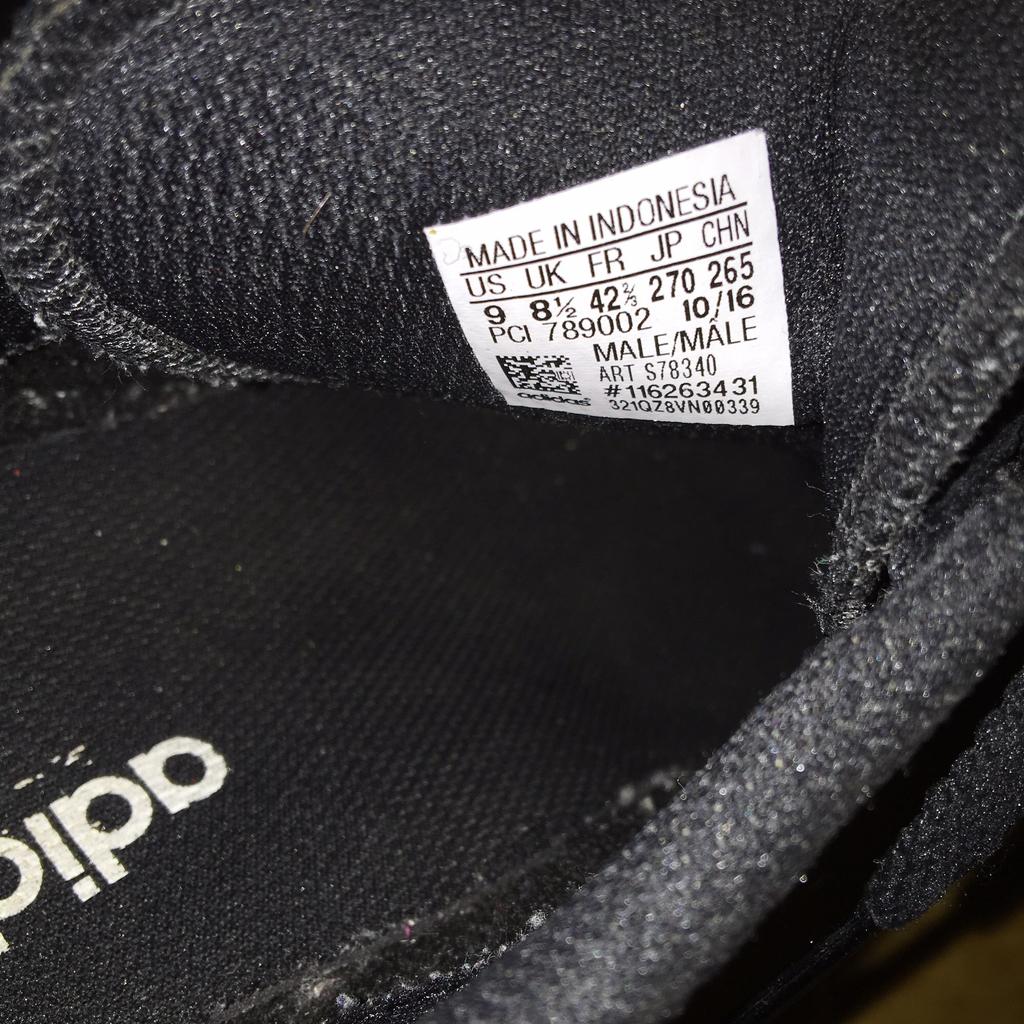 MADE IN INDONESIA
US UK FR JP CHN
9 8½ 42⅔ 270 265
PCI 789002 10/16
MALE/MÂLE
ART S78340
#116263431
adidas 321QZ8VN00339
adid